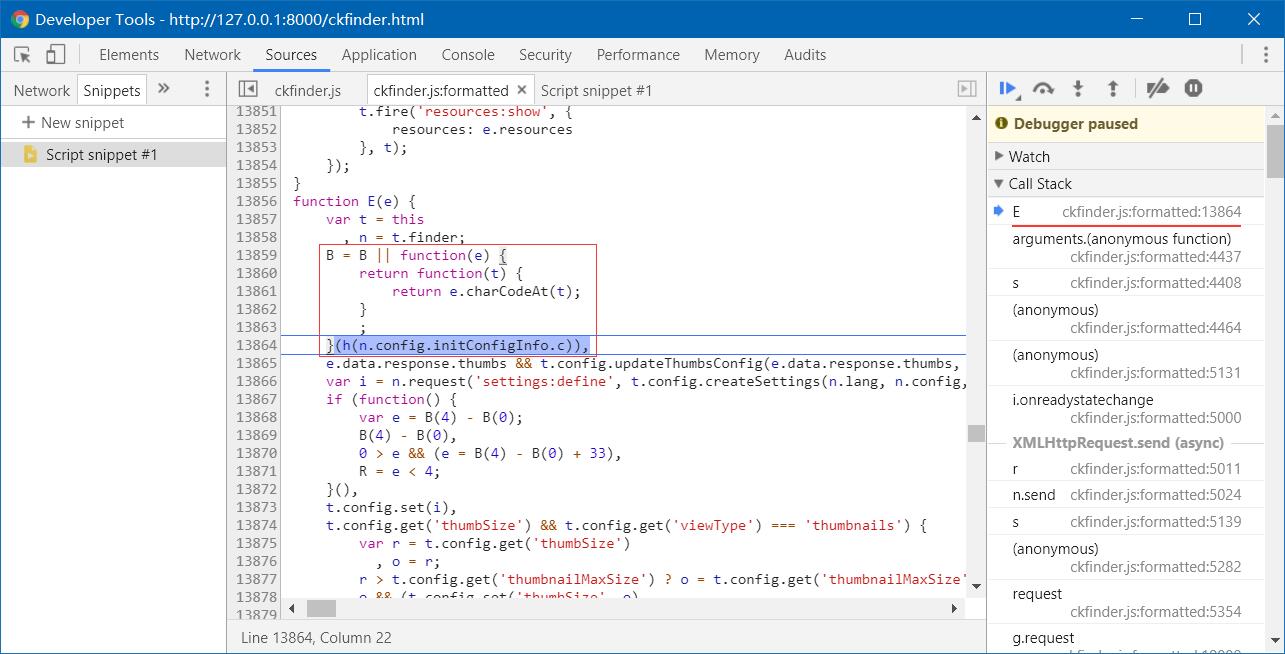 Developer Tools - http://127.0.0.1:8000/ckfinder.html
Elements Network Sources Application Console Security Performance Memory Audits
Network Snippets »
+ New snippet
Script snippet #1
ckfinder.js ckfinder.js:formatted × Script snippet #1
13851 t.fire('resources:show', {
13852 resources: e.resources
13853 }, t);
13854 });
13855 }
13856 function E(e) {
13857 var t = this
13858 , n = t.finder;
13859 B = B || function(e) {
13860 return function(t) {
13861 return e.charCodeAt(t);
13862 }
13863 ;
13864 }(h(n.config.initConfigInfo.c)),
13865 e.data.response.thumbs && t.config.updateThumbsConfig(e.data.response.thumbs,
13866 var i = n.request('settings:define', t.config.createSettings(n.lang, n.config,
13867 if (function() {
13868 var e = B(4) - B(0);
13869 B(4) - B(0),
13870 0 > e && (e = B(4) - B(0) + 33),
13871 R = e < 4;
13872 }(),
13873 t.config.set(i),
13874 t.config.get('thumbSize') && t.config.get('viewType') === 'thumbnails') {
13875 var r = t.config.get('thumbSize')
13876 , o = r;
13877 r > t.config.get('thumbnailMaxSize') ? o = t.config.get('thumbnailMaxSize'
13878
13879
Line 13864, Column 22
Debugger paused
Watch
Call Stack
E ckfinder.js:formatted:13864
arguments.(anonymous function)
ckfinder.js:formatted:4437
s ckfinder.js:formatted:4408
(anonymous)
ckfinder.js:formatted:4464
(anonymous)
ckfinder.js:formatted:5131
i.onreadystatechange
ckfinder.js:formatted:5000
XMLHttpRequest.send (async)
r ckfinder.js:formatted:5011
n.send ckfinder.js:formatted:5024
s ckfinder.js:formatted:5139
(anonymous)
ckfinder.js:formatted:5282
request
ckfinder.js:formatted:5354
g.request